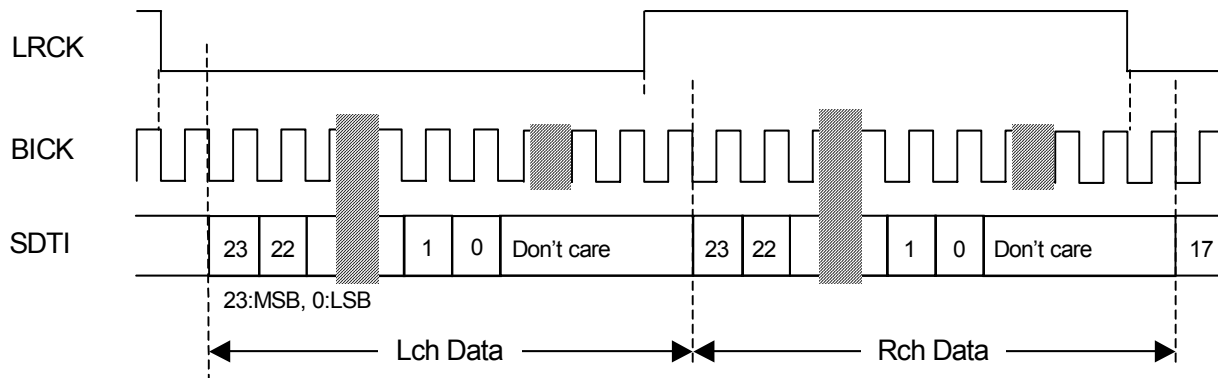 LRCK
BICK
SDTI
23 22 1 0 Don't care 23 22 1 0 Don't care 17
23:MSB, 0:LSB
Lch Data Rch Data